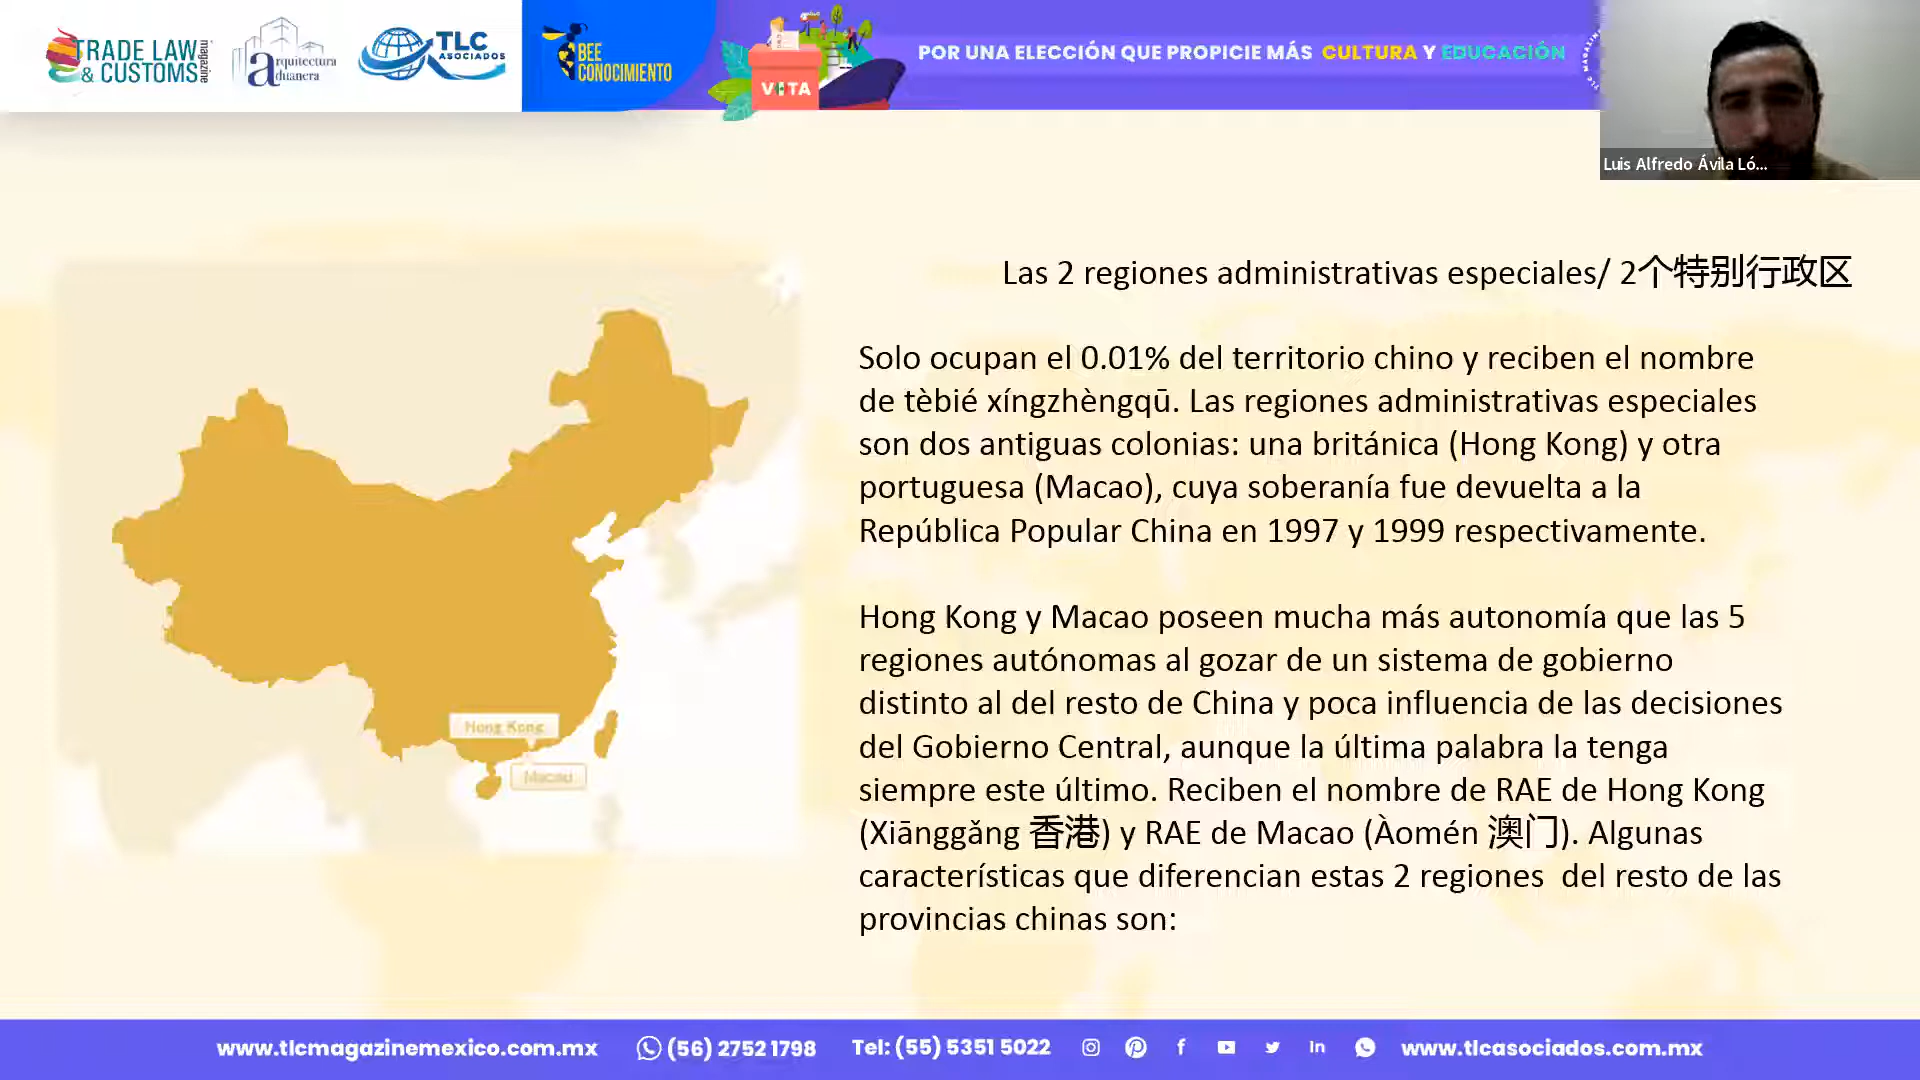 TRADE LAW
& CUSTOMS
magazine
arquitectura
aduanera
TLC
ASOCIADOS
BEE
CONOCIMIENTO
VOTA
POR UNA ELECCIÓN QUE PROPICIE MÁS CULTURA Y EDUCACIÓN
Luis Alfredo Ávila Ló...
Las 2 regiones administrativas especiales/ 2个特别行政区
Solo ocupan el 0.01% del territorio chino y reciben el nombre
de tèbié xíngzhèngqū. Las regiones administrativas especiales
son dos antiguas colonias: una británica (Hong Kong) y otra
portuguesa (Macao), cuya soberanía fue devuelta a la
República Popular China en 1997 y 1999 respectivamente.
Hong Kong y Macao poseen mucha más autonomía que las 5
regiones autónomas al gozar de un sistema de gobierno
distinto al del resto de China y poca influencia de las decisiones
del Gobierno Central, aunque la última palabra la tenga
siempre este último. Reciben el nombre de RAE de Hong Kong
(Xiānggǎng 香港) y RAE de Macao (Àomén 澳门). Algunas
características que diferencian estas 2 regiones  del resto de las
provincias chinas son:
Hong Kong
Macau
www.tlcmagazinemexico.com.mx (56) 2752 1798 Tel: (55) 5351 5022 www.tlcasociados.com.mx